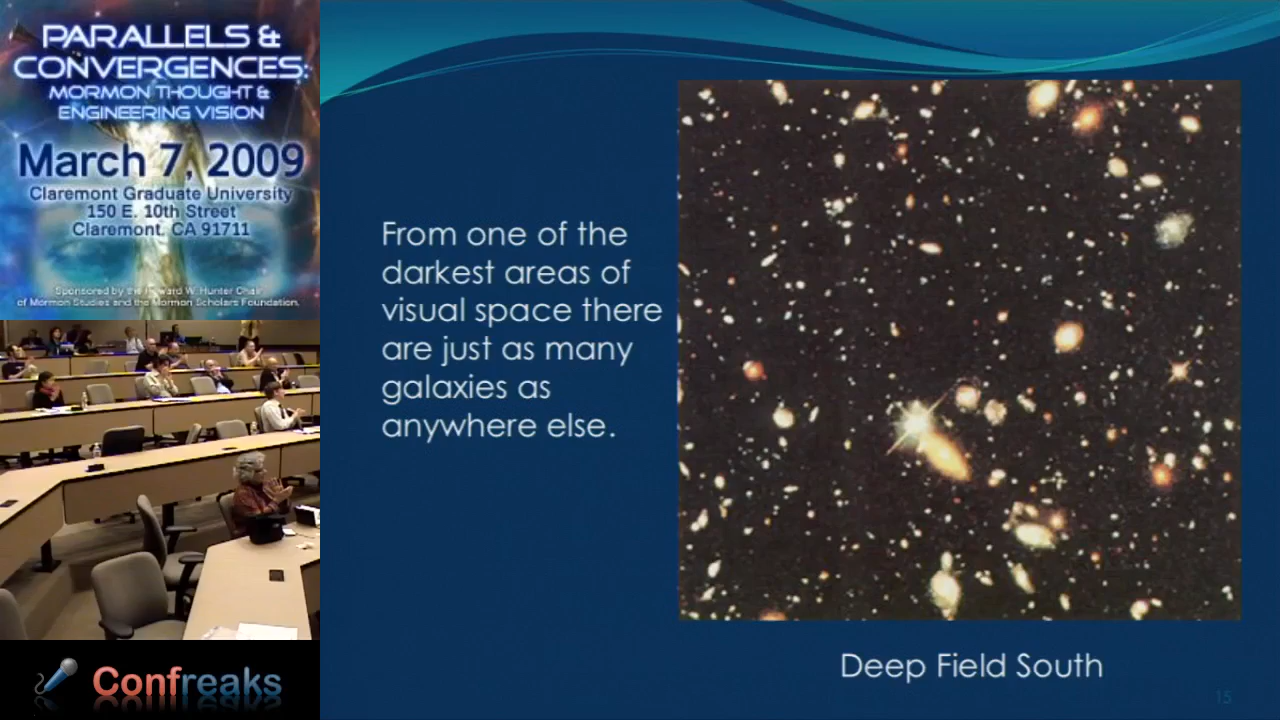 PARALLELS &
CONVERGENCES:
MORMON THOUGHT &
ENGINEERING VISION
March 7, 2009
Claremont Graduate University
150 E. 10th Street
Claremont, CA 91711
Sponsored by the Howard W. Hunter Chair
of Mormon Studies and the Mormon Scholars Foundation.
Confreaks
From one of the
darkest areas of
visual space there
are just as many
galaxies as
anywhere else.
Deep Field South
15